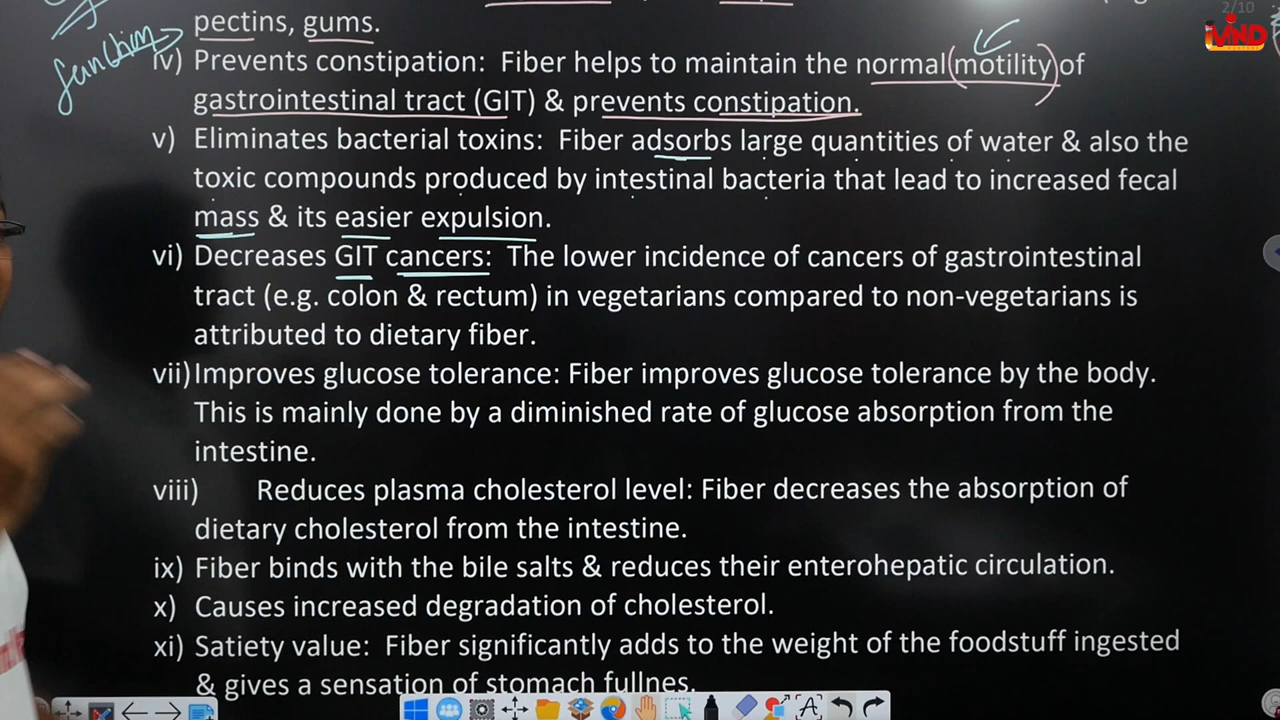 2/10
MIND
pectins, gums.
function
iv) Prevents constipation: Fiber helps to maintain the normal (motility) of
gastrointestinal tract (GIT) & prevents constipation.
v) Eliminates bacterial toxins: Fiber adsorbs large quantities of water & also the
toxic compounds produced by intestinal bacteria that lead to increased fecal
mass & its easier expulsion.
vi) Decreases GIT cancers: The lower incidence of cancers of gastrointestinal
tract (e.g. colon & rectum) in vegetarians compared to non-vegetarians is
attributed to dietary fiber.
vii) Improves glucose tolerance: Fiber improves glucose tolerance by the body.
This is mainly done by a diminished rate of glucose absorption from the
intestine.
viii) Reduces plasma cholesterol level: Fiber decreases the absorption of
dietary cholesterol from the intestine.
ix) Fiber binds with the bile salts & reduces their enterohepatic circulation.
x) Causes increased degradation of cholesterol.
xi) Satiety value: Fiber significantly adds to the weight of the foodstuff ingested
& gives a sensation of stomach fullnes.